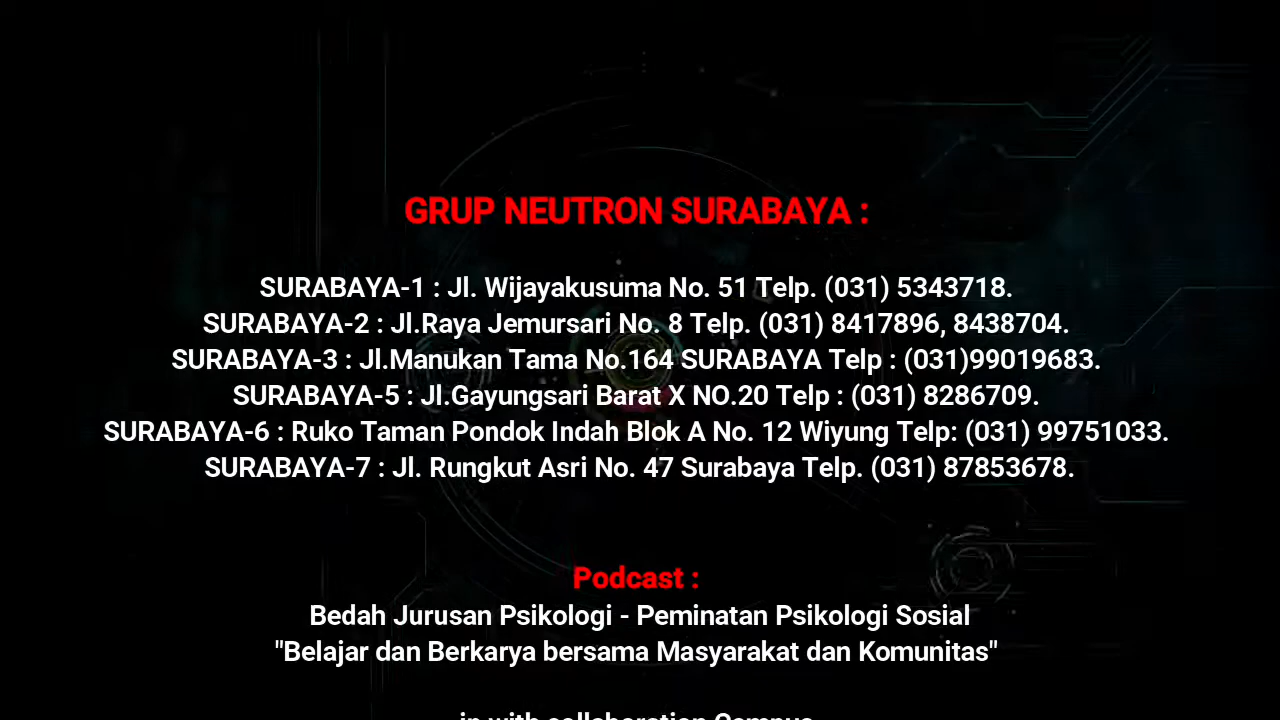 GRUP NEUTRON SURABAYA :
SURABAYA-1 : Jl. Wijayakusuma No. 51 Telp. (031) 5343718.
SURABAYA-2 : Jl.Raya Jemursari No. 8 Telp. (031) 8417896, 8438704.
SURABAYA-3 : Jl.Manukan Tama No.164 SURABAYA Telp : (031)99019683.
SURABAYA-5 : Jl.Gayungsari Barat X NO.20 Telp : (031) 8286709.
SURABAYA-6 : Ruko Taman Pondok Indah Blok A No. 12 Wiyung Telp: (031) 99751033.
SURABAYA-7 : Jl. Rungkut Asri No. 47 Surabaya Telp. (031) 87853678.
Podcast :
Bedah Jurusan Psikologi - Peminatan Psikologi Sosial
"Belajar dan Berkarya bersama Masyarakat dan Komunitas"
in with collaboration Campus